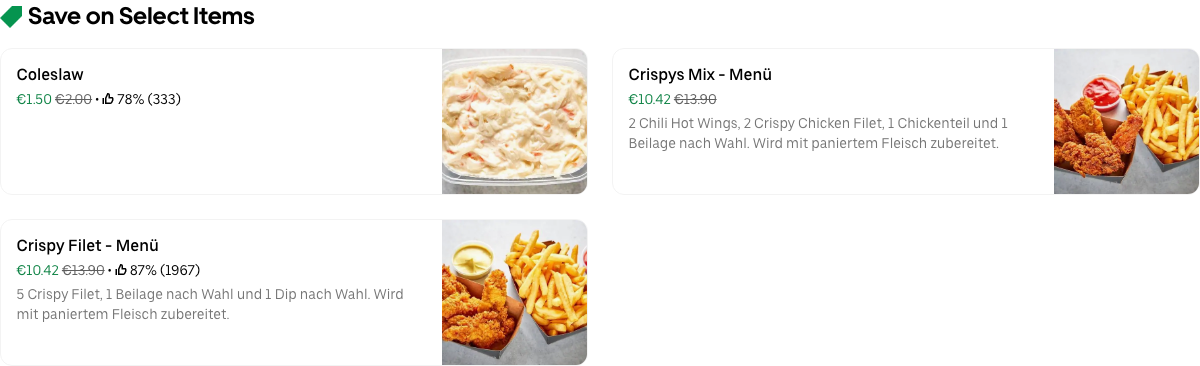 Save on Select Items
Coleslaw
€1.50 €2.00 • 78% (333)
Crispys Mix - Menü
€10.42 €13.90
2 Chili Hot Wings, 2 Crispy Chicken Filet, 1 Chickenteil und 1
Beilage nach Wahl. Wird mit paniertem Fleisch zubereitet.
Crispy Filet - Menü
€10.42 €13.90 • 87% (1967)
5 Crispy Filet, 1 Beilage nach Wahl und 1 Dip nach Wahl. Wird
mit paniertem Fleisch zubereitet.